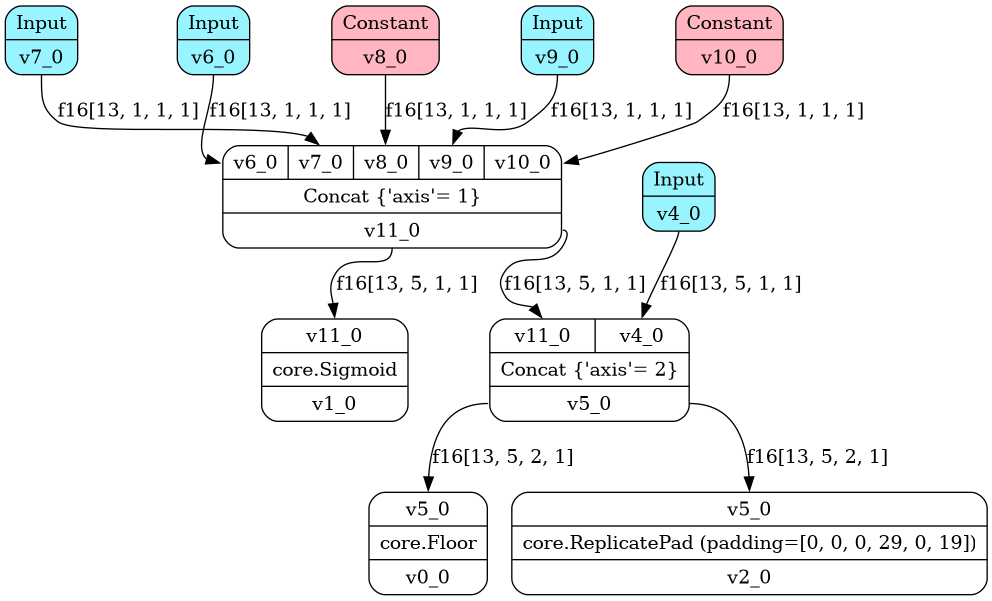 Input
v7_0
Input
v6_0
Constant
v8_0
Input
v9_0
Constant
v10_0
f16[13, 1, 1, 1]
f16[13, 1, 1, 1]
f16[13, 1, 1, 1]
f16[13, 1, 1, 1]
f16[13, 1, 1, 1]
v6_0 v7_0 v8_0 v9_0 v10_0
Concat {'axis'= 1}
v11_0
Input
v4_0
f16[13, 5, 1, 1]
f16[13, 5, 1, 1]
f16[13, 5, 1, 1]
v11_0
core.Sigmoid
v1_0
v11_0 v4_0
Concat {'axis'= 2}
v5_0
f16[13, 5, 2, 1]
f16[13, 5, 2, 1]
v5_0
core.Floor
v0_0
v5_0
core.ReplicatePad (padding=[0, 0, 0, 29, 0, 19])
v2_0